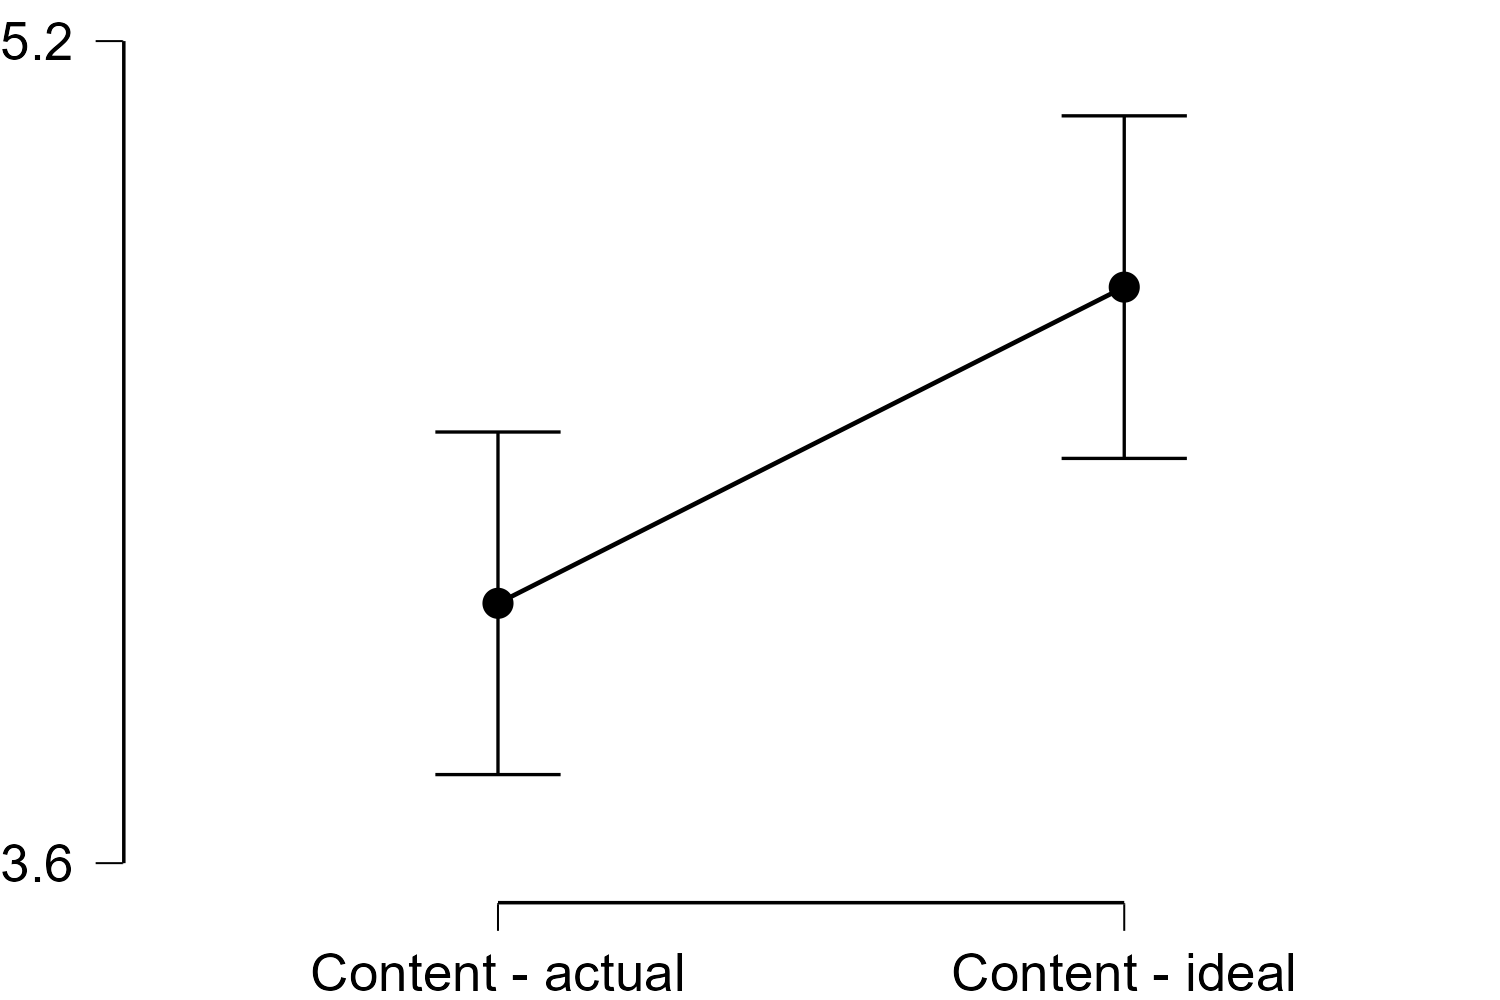 5.2
3.6
Content - actual
Content - ideal